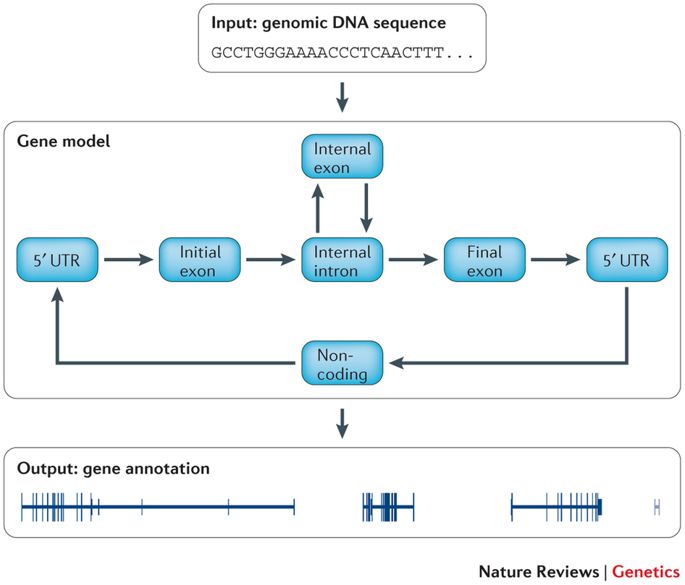 Input: genomic DNA sequence
GCCTGGGAAAACCCTCAACTTT...
Gene model
Internal
exon
5′ UTR
Initial
exon
Internal
intron
Final
exon
5′ UTR
Non-
coding
Output: gene annotation
Nature Reviews | Genetics